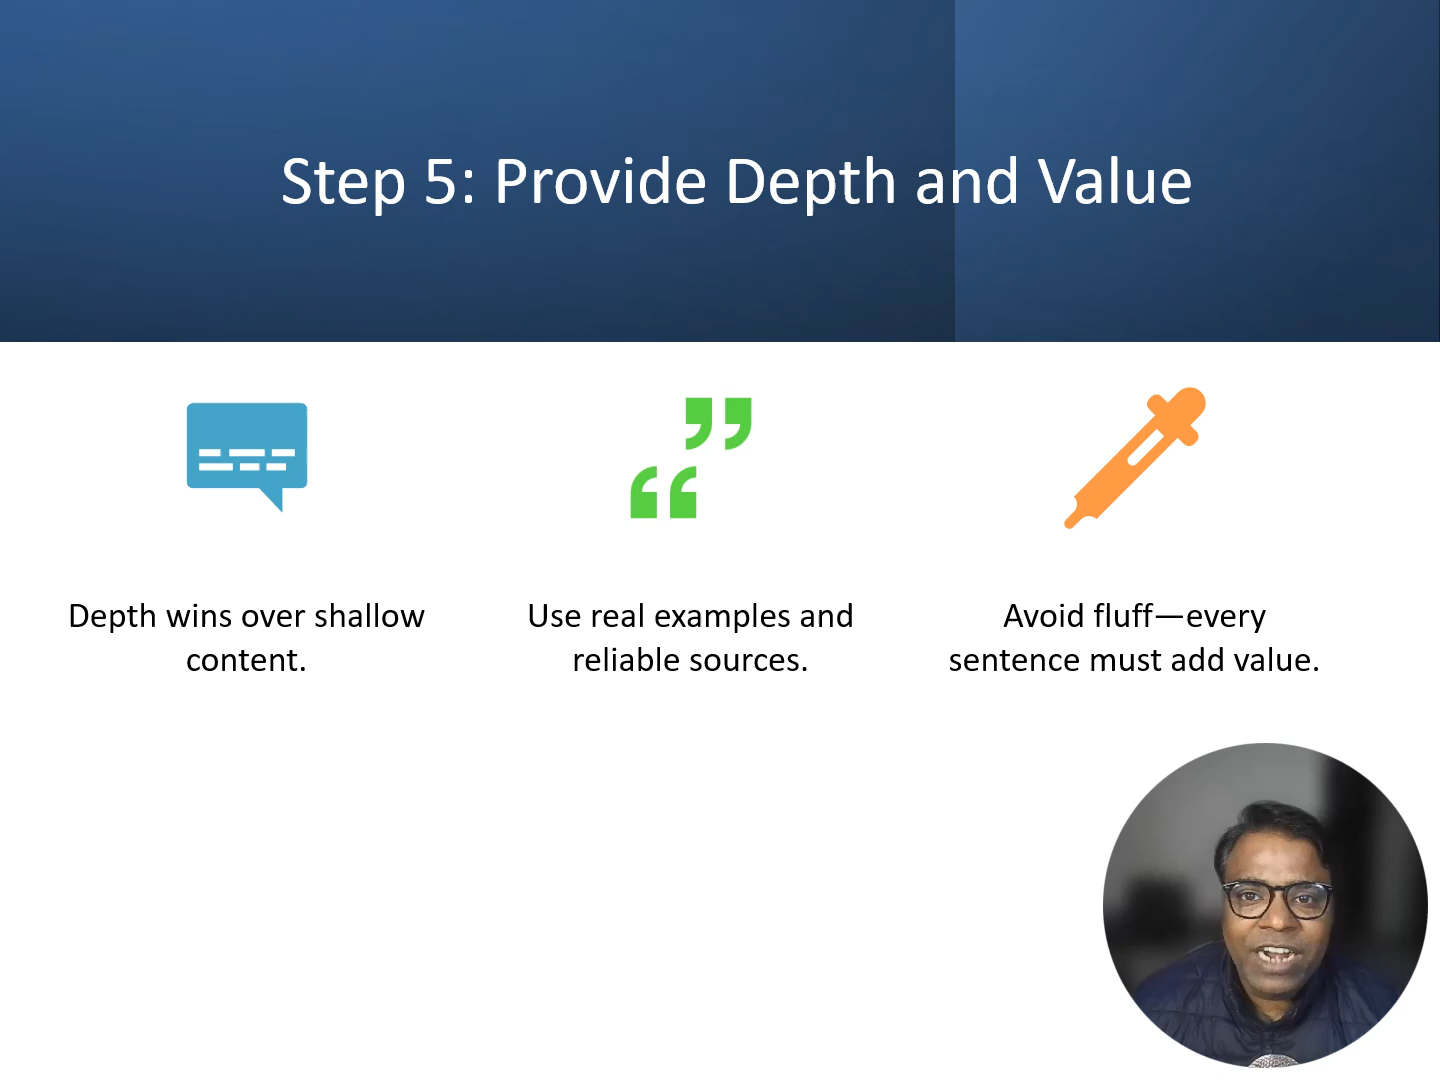 Step 5: Provide Depth and Value
Depth wins over shallow
content.
Use real examples and
reliable sources.
Avoid fluff—every
sentence must add value.